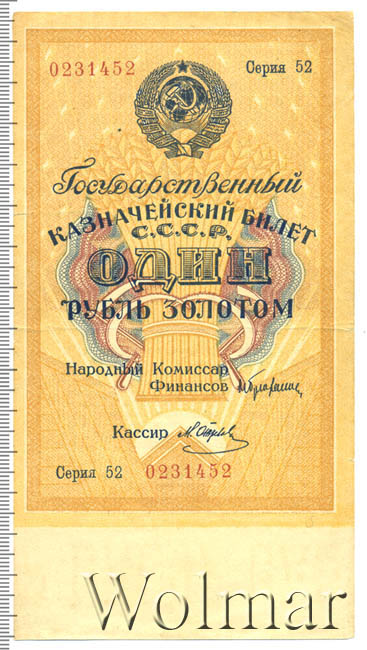 0231452 Серия 52
Государственный
КАЗНАЧЕЙСКИЙ БИЛЕТ
С.С.С.Р.
ОДИН
РУБЛЬ ЗОЛОТОМ
Народный Комиссар
Финансов
Кассир
Серия 52 0231452
Wolmar